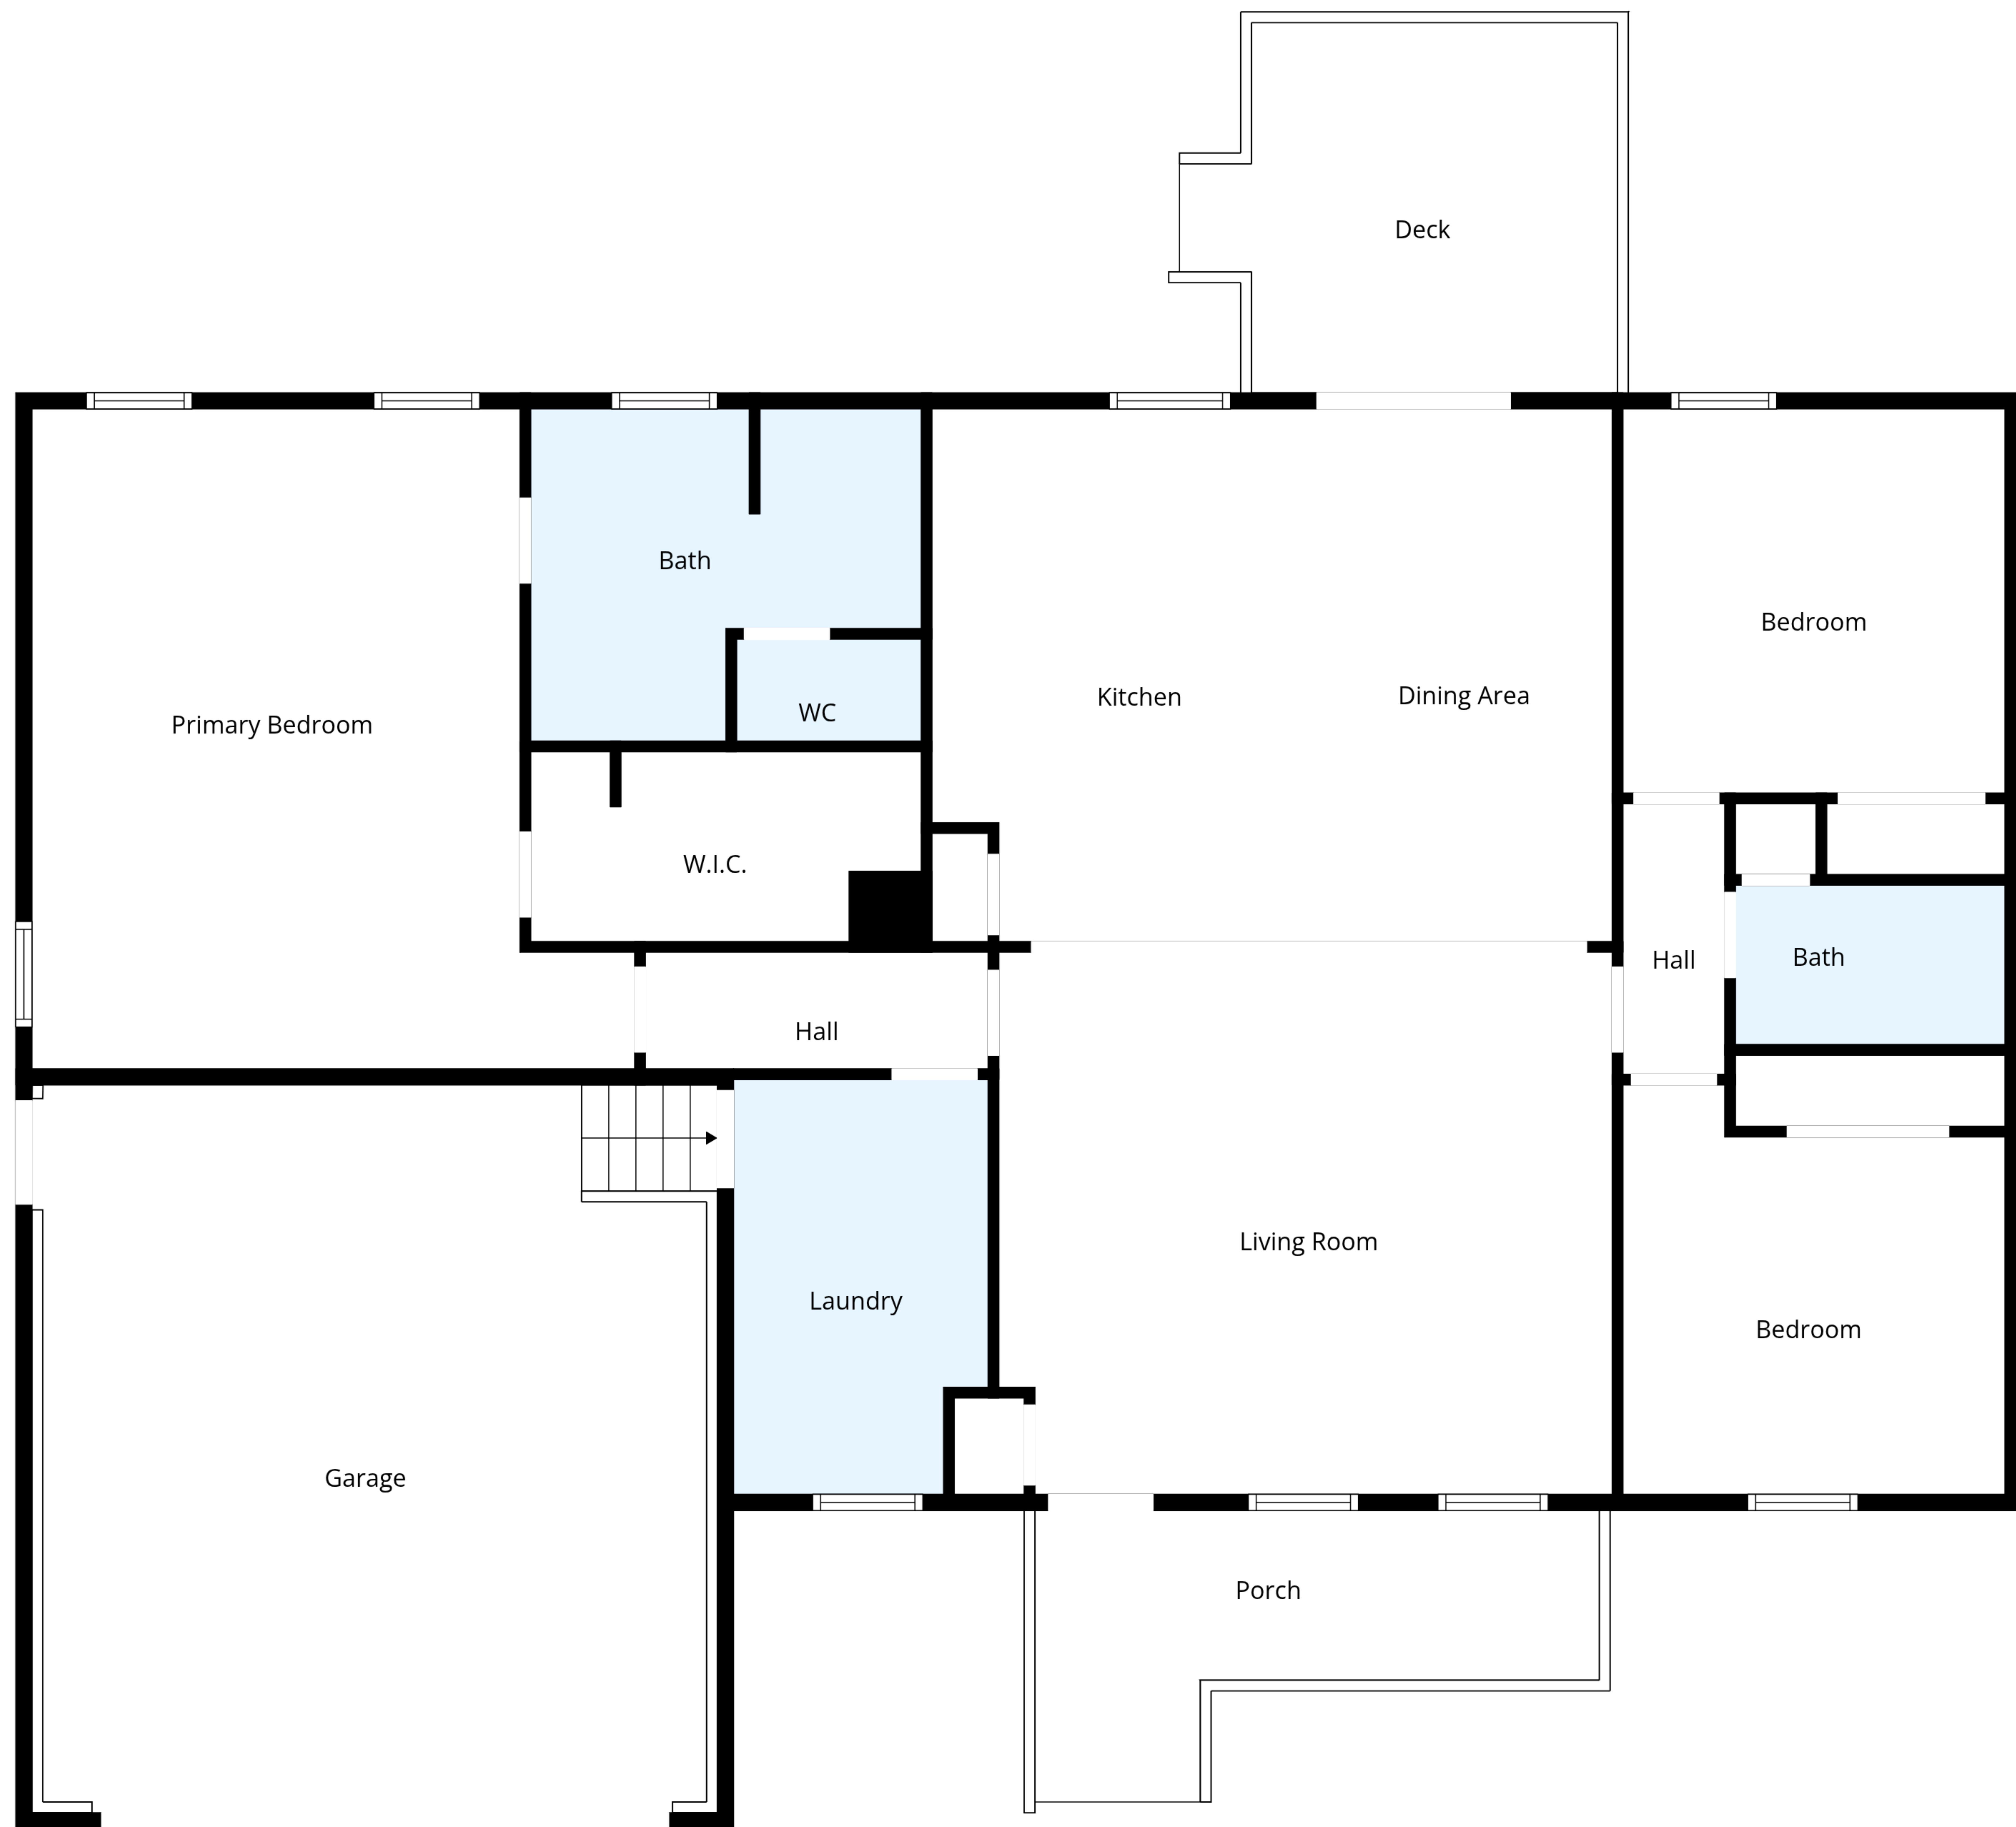 Deck
Bath
Bedroom
Kitchen
Dining Area
WC
Primary Bedroom
W.I.C.
Hall
Bath
Hall
Living Room
Laundry
Bedroom
Garage
Porch